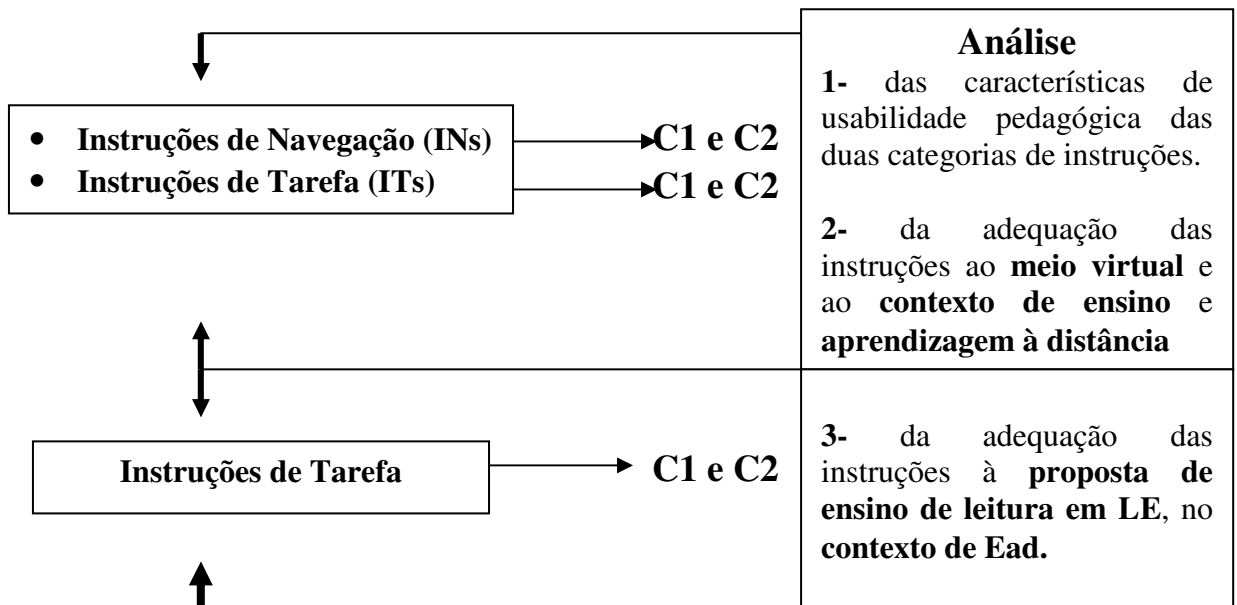 Análise
1- das características de
usabilidade pedagógica das
duas categorias de instruções.
2- da adequação das
instruções ao meio virtual e
ao contexto de ensino e
aprendizagem à distância
• Instruções de Navegação (INs)
C1 e C2
• Instruções de Tarefa (ITs)
C1 e C2
3- da adequação das
instruções à proposta de
ensino de leitura em LE, no
contexto de Ead.
Instruções de Tarefa
C1 e C2